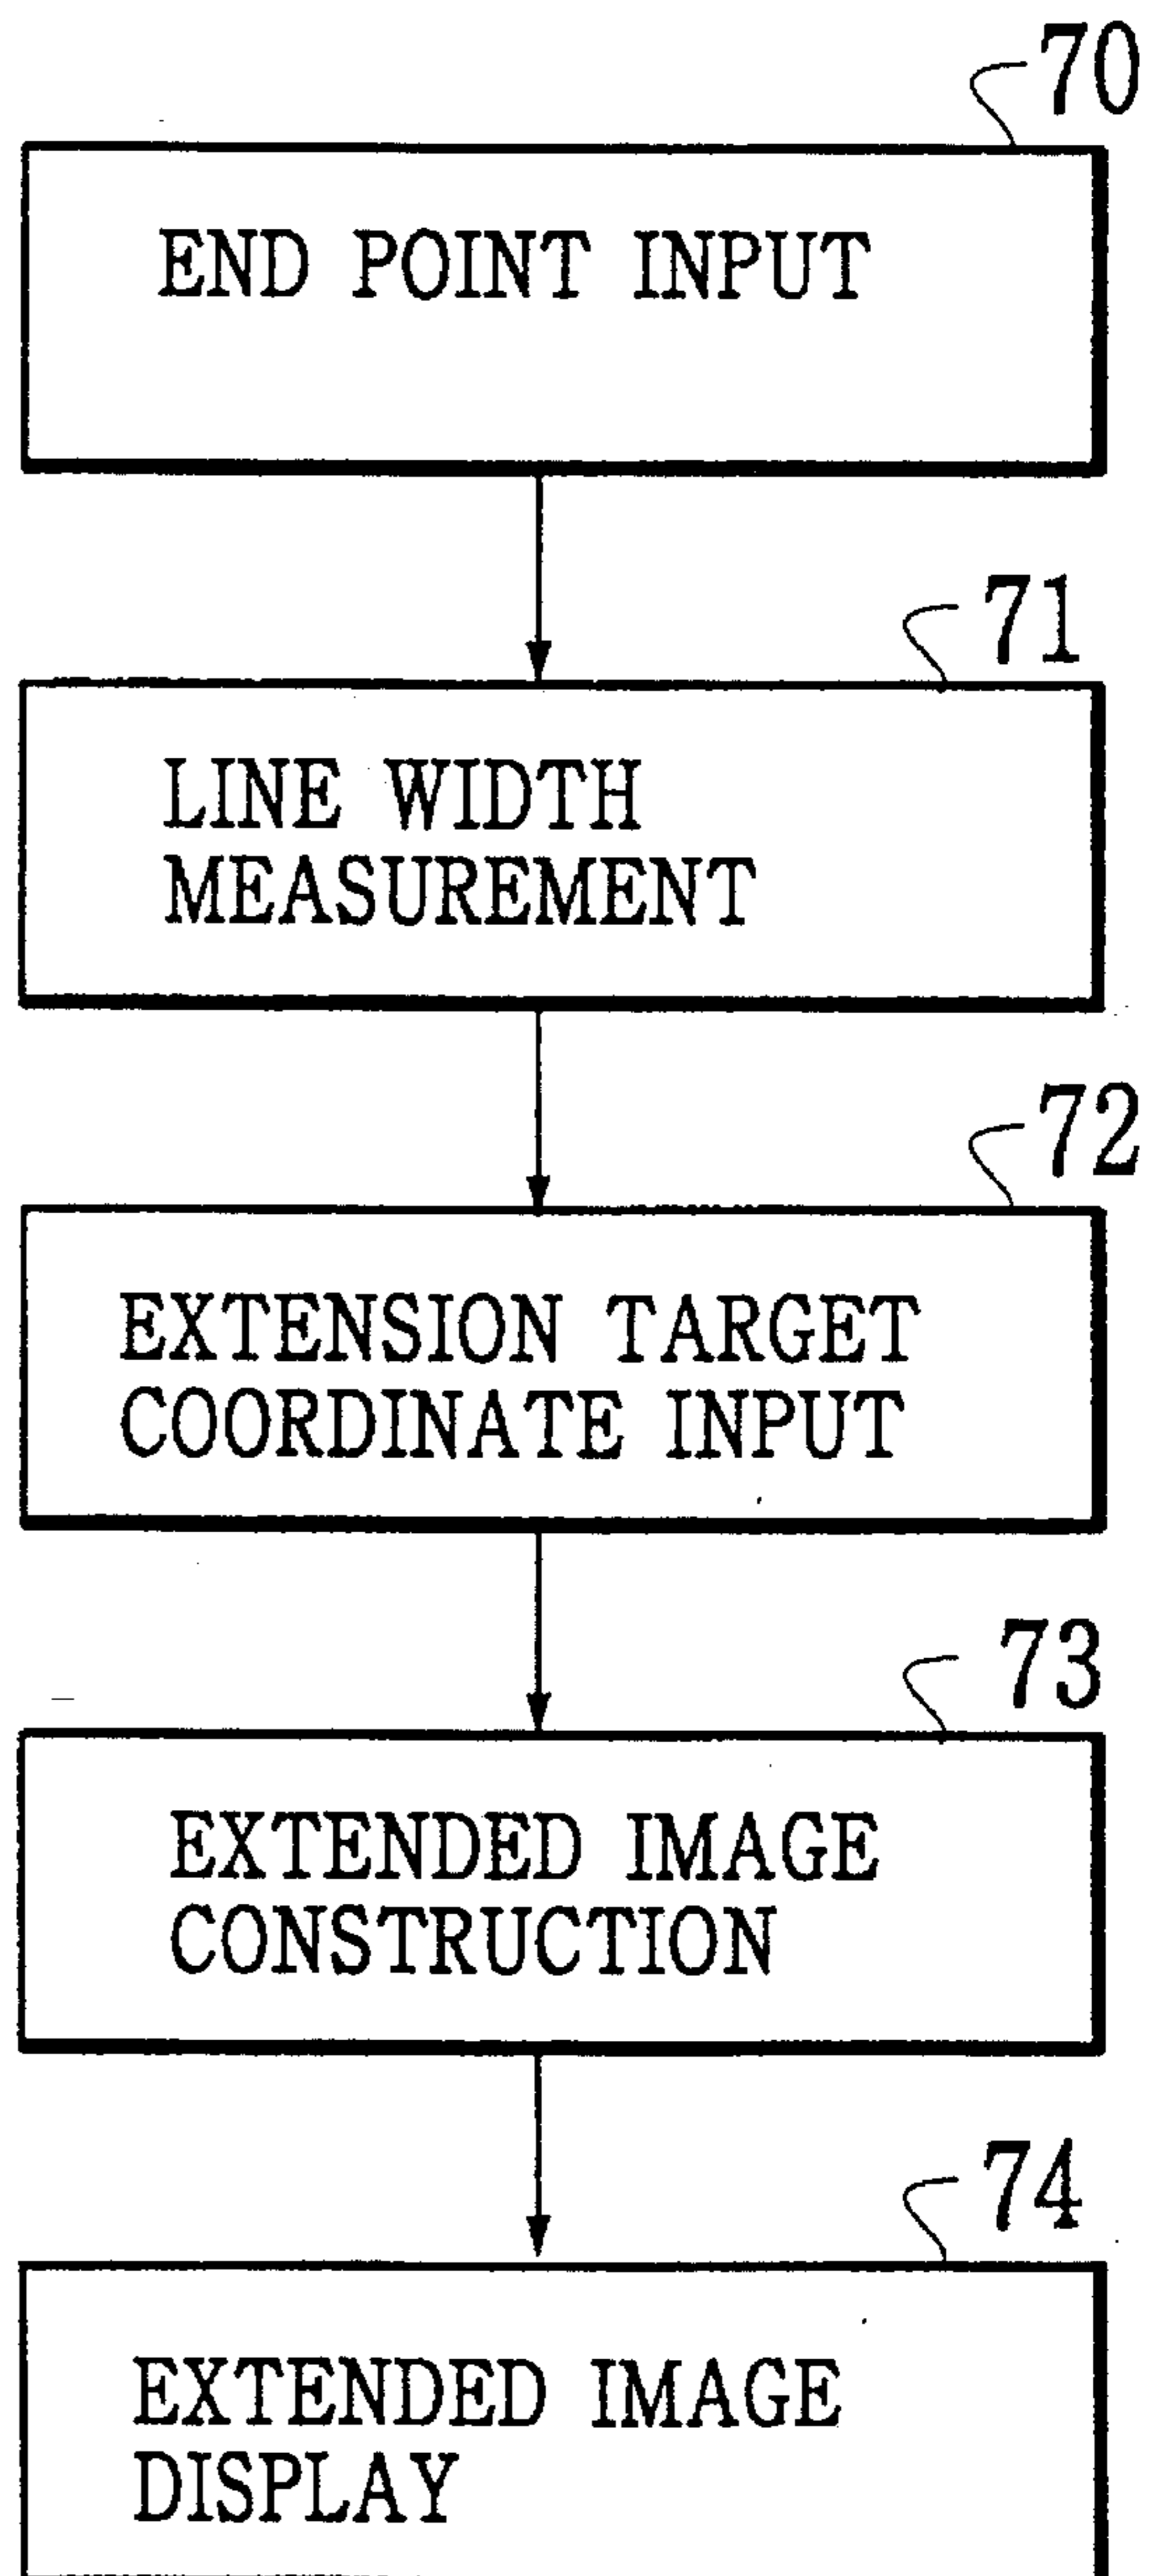 70
END POINT INPUT
71
LINE WIDTH
MEASUREMENT
72
EXTENSION TARGET
COORDINATE INPUT
73
EXTENDED IMAGE
CONSTRUCTION
74
EXTENDED IMAGE
DISPLAY